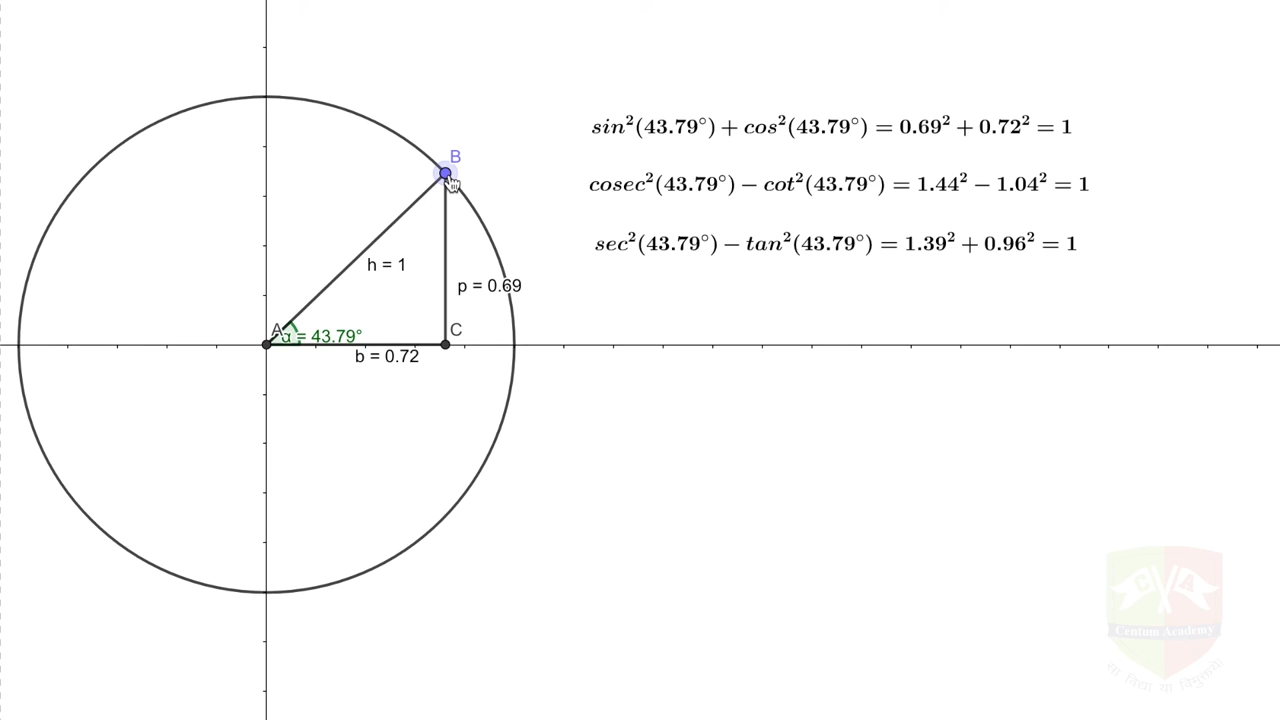 sin²(43.79°) + cos²(43.79°) = 0.69² + 0.72² = 1
B
cosec²(43.79°) − cot²(43.79°) = 1.44² − 1.04² = 1
sec²(43.79°) − tan²(43.79°) = 1.39² + 0.96² = 1
h = 1
p = 0.69
A
C
α = 43.79°
b = 0.72
C A
Centum Academy
सा विद्या या विमुक्तये